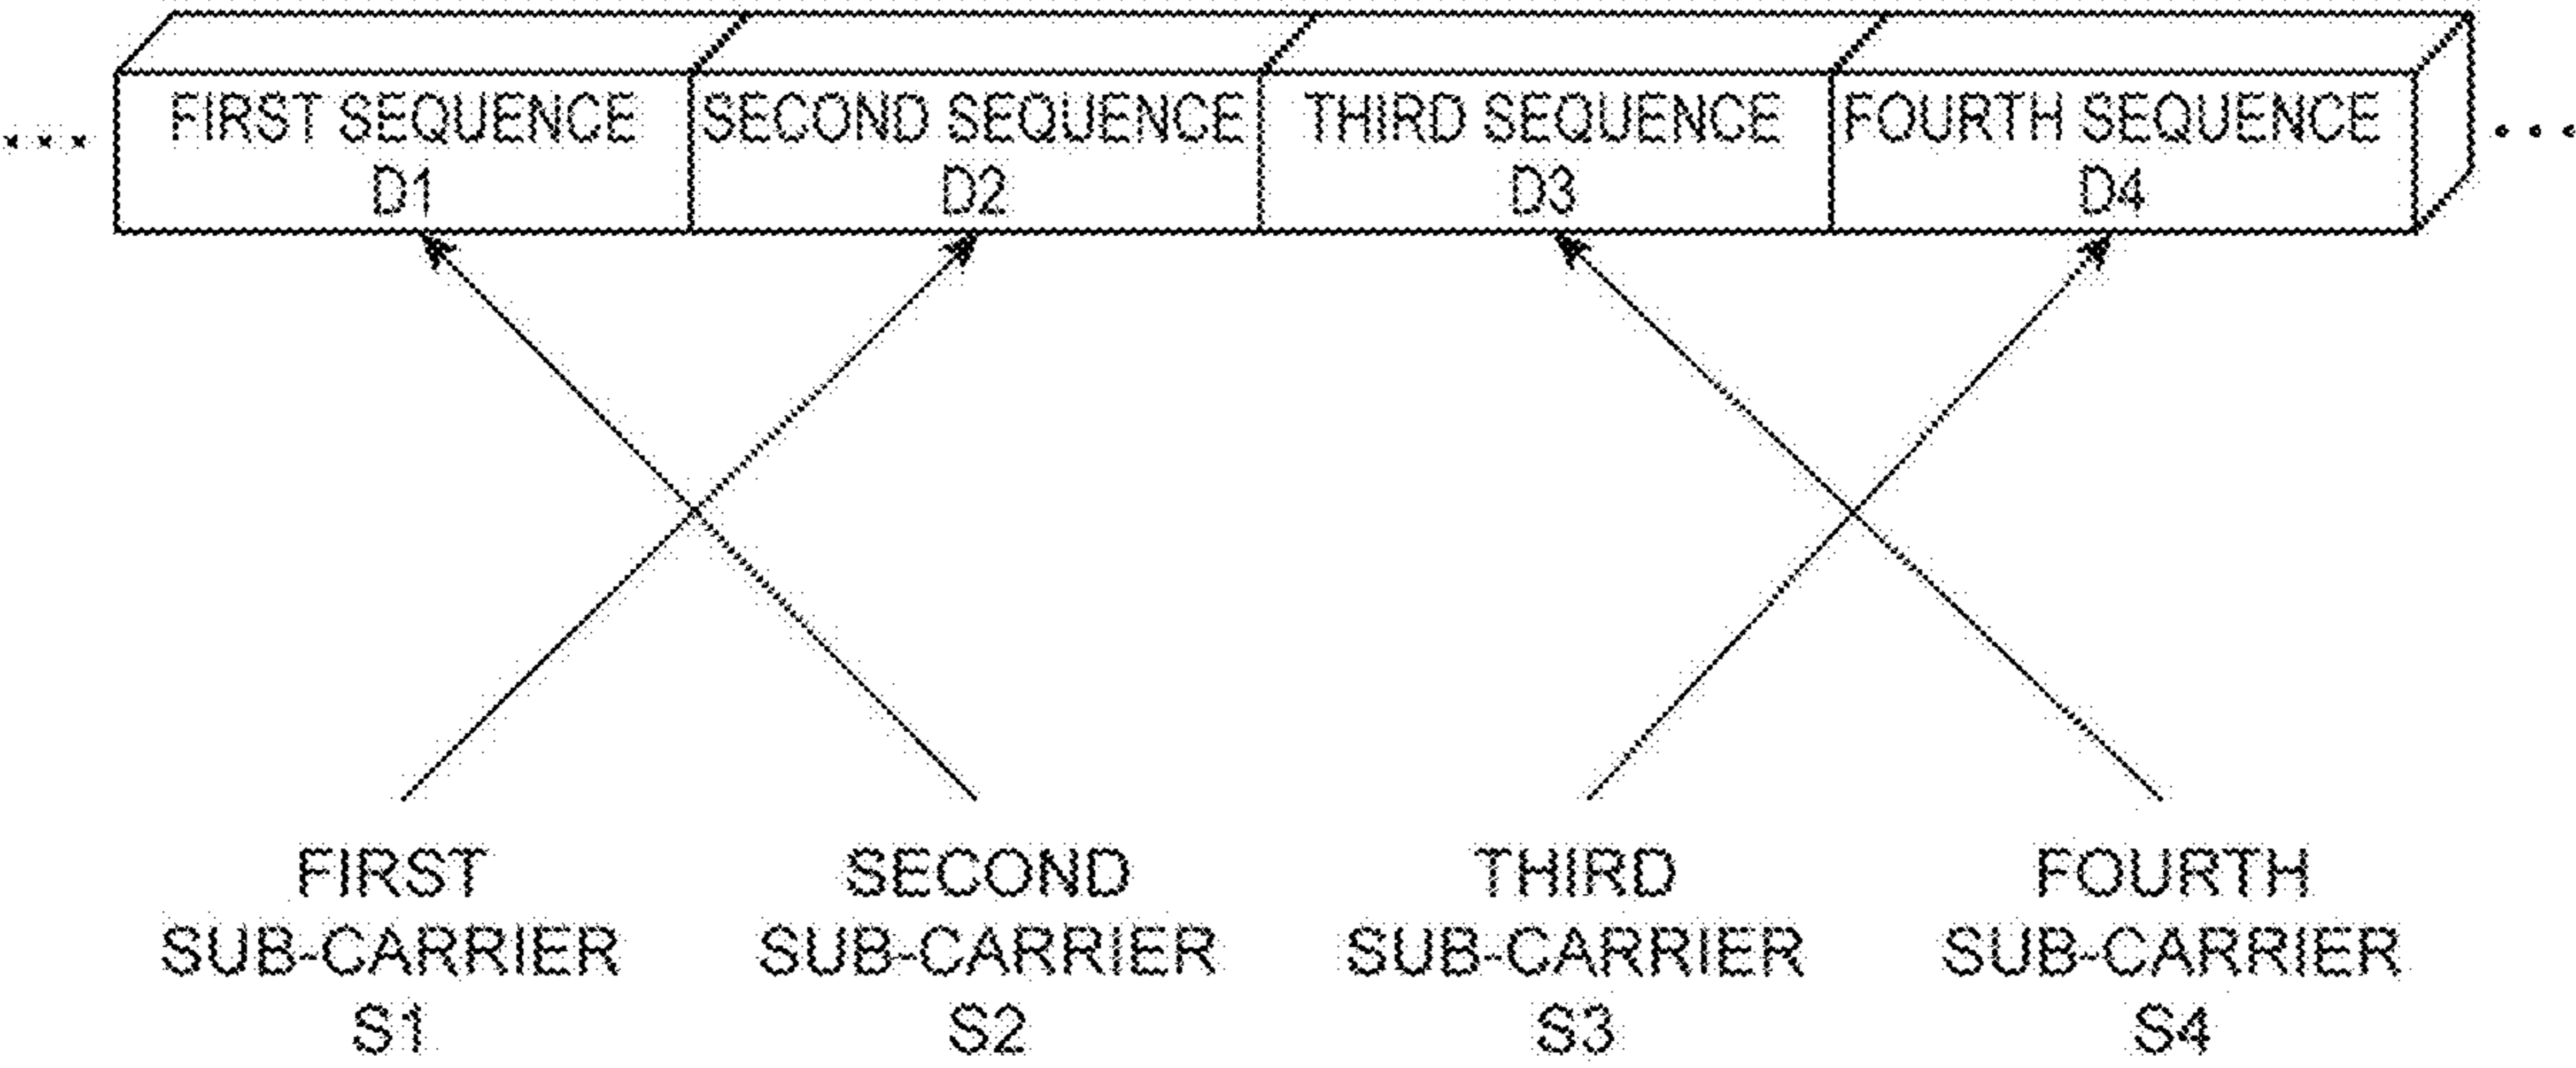 ... FIRST SEQUENCE SECOND SEQUENCE THIRD SEQUENCE FOURTH SEQUENCE ...
D1 D2 D3 D4
FIRST SECOND THIRD FOURTH
SUB-CARRIER SUB-CARRIER SUB-CARRIER SUB-CARRIER
S1 S2 S3 S4